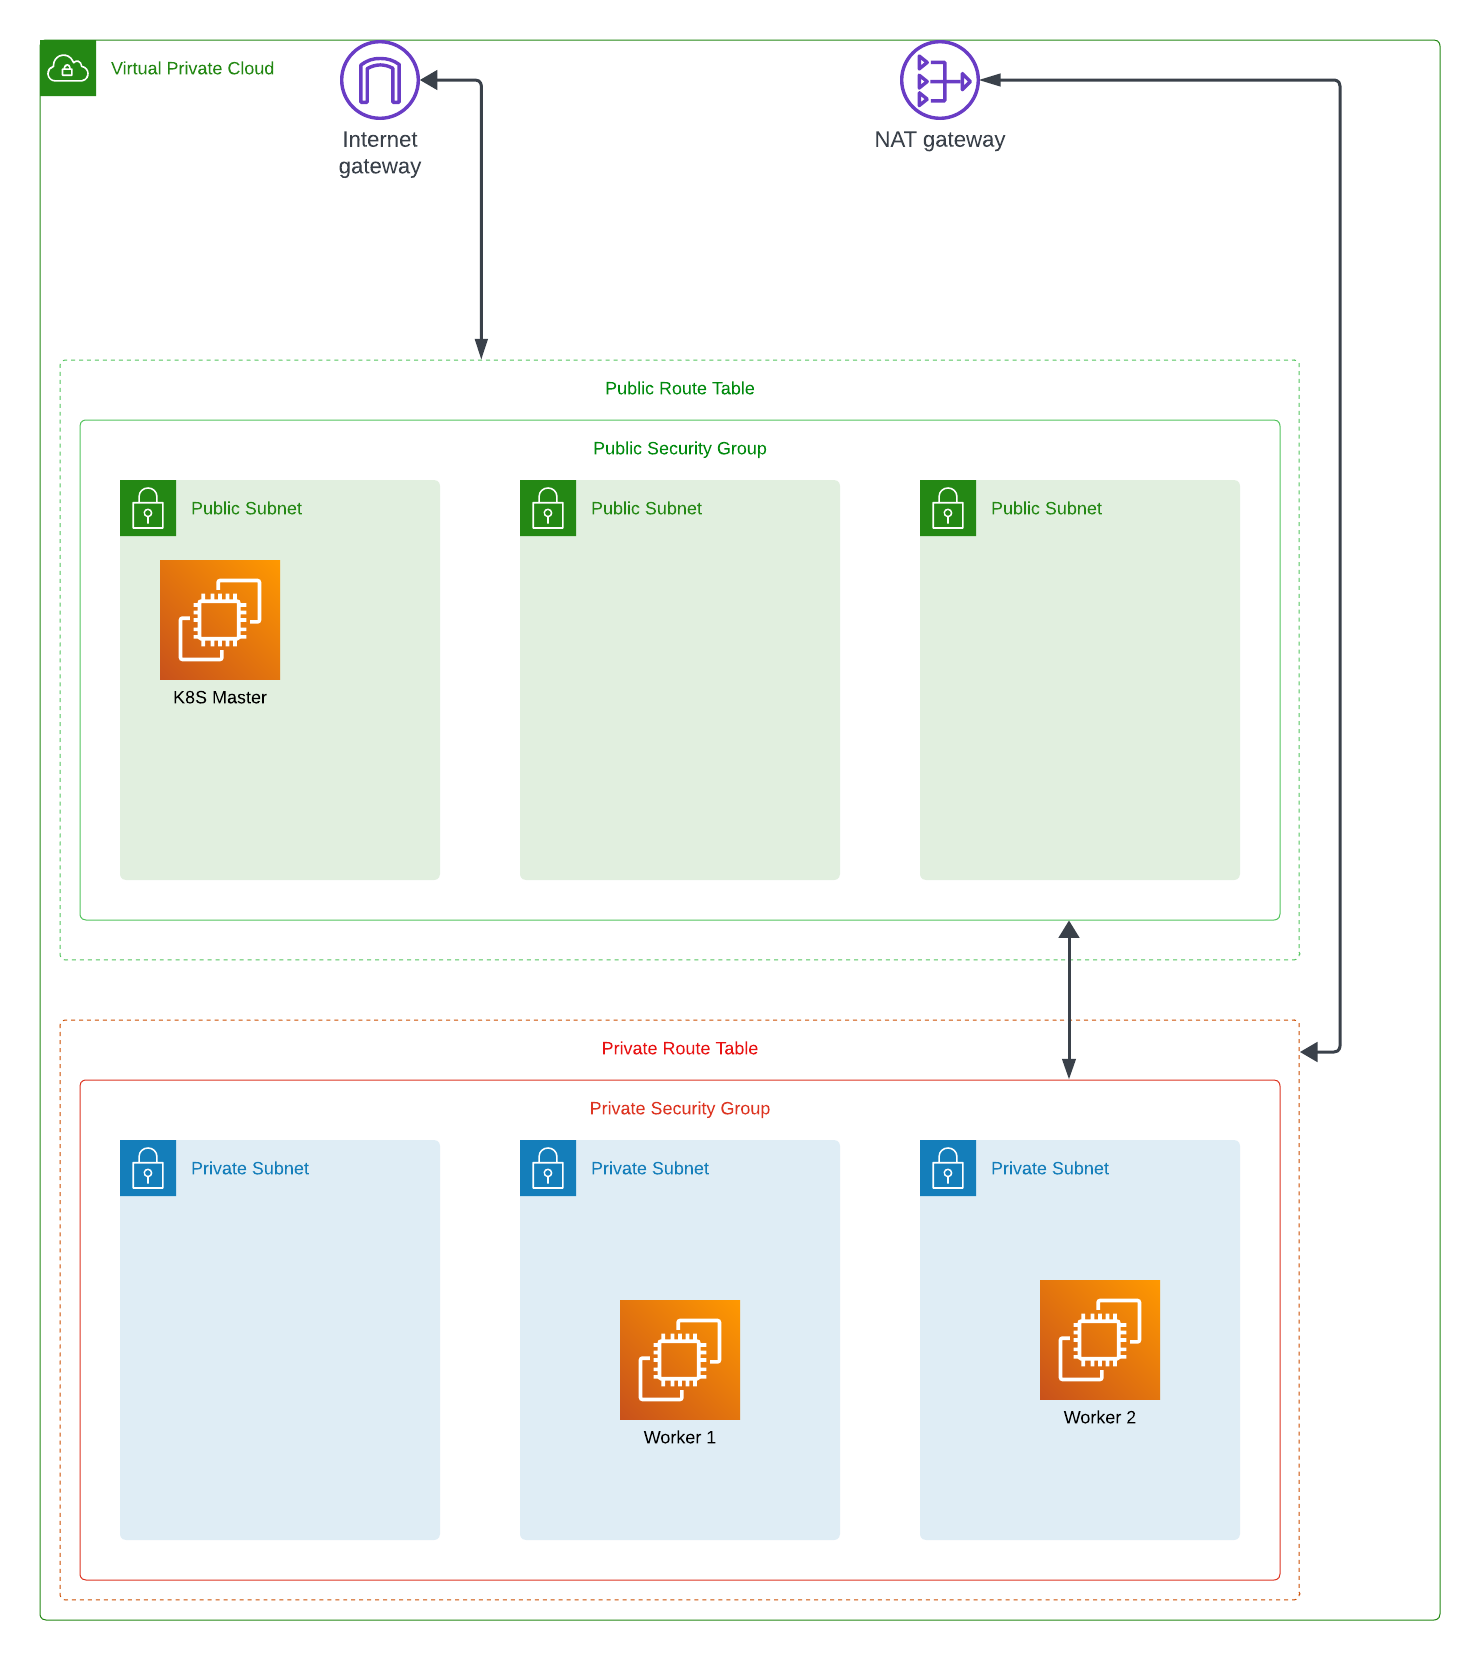 Virtual Private Cloud
Internet
gateway
NAT gateway
Public Route Table
Public Security Group
Public Subnet
Public Subnet
Public Subnet
K8S Master
Private Route Table
Private Security Group
Private Subnet
Private Subnet
Private Subnet
Worker 1
Worker 2